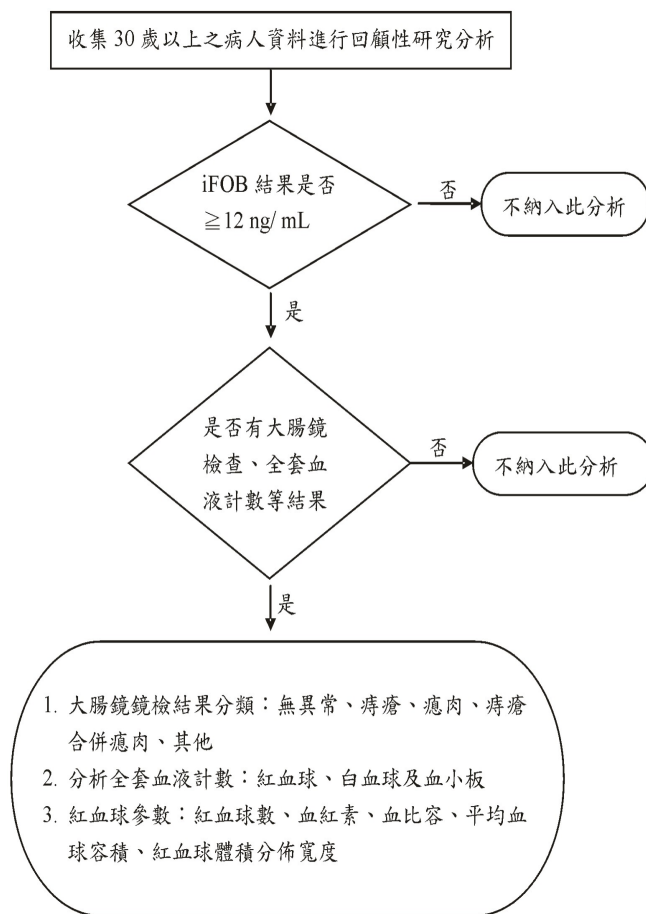 收集 30 歲以上之病人資料進行回顧性研究分析
iFOB 結果是否
≧12 ng/ mL
否
不納入此分析
是
是否有大腸鏡
檢查、全套血
液計數等結果
否
不納入此分析
是
1. 大腸鏡鏡檢結果分類：無異常、痔瘡、瘜肉、痔瘡
合併瘜肉、其他
2. 分析全套血液計數：紅血球、白血球及血小板
3. 紅血球參數：紅血球數、血紅素、血比容、平均血
球容積、紅血球體積分佈寬度